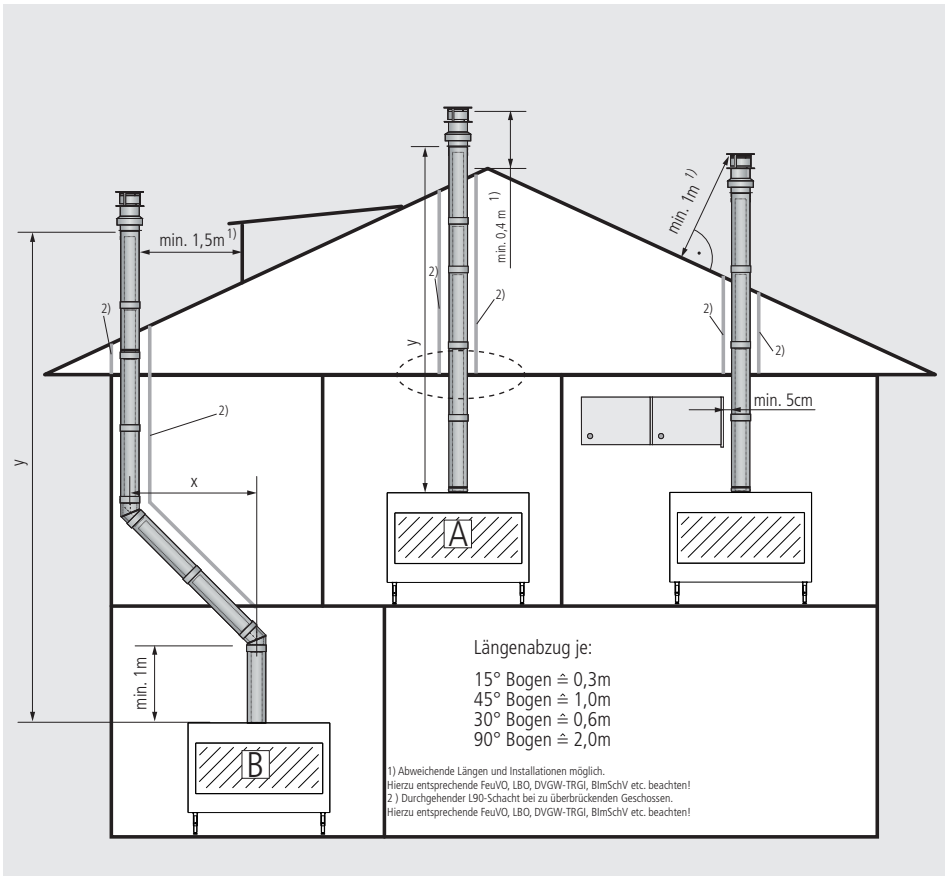 min. 1,5m 1)
min. 0,4 m 1)
min. 1m 1)
2)
2)
2)
2)
2)
2)
y
min. 5cm
y
x
A
min. 1m
B
Längenabzug je:
15° Bogen ≙ 0,3m
45° Bogen ≙ 1,0m
30° Bogen ≙ 0,6m
90° Bogen ≙ 2,0m
1) Abweichende Längen und Installationen möglich.
Hierzu entsprechende FeuVO, LBO, DVGW-TRGI, BImSchV etc. beachten!
2 ) Durchgehender L90-Schacht bei zu überbrückenden Geschossen.
Hierzu entsprechende FeuVO, LBO, DVGW-TRGI, BImSchV etc. beachten!